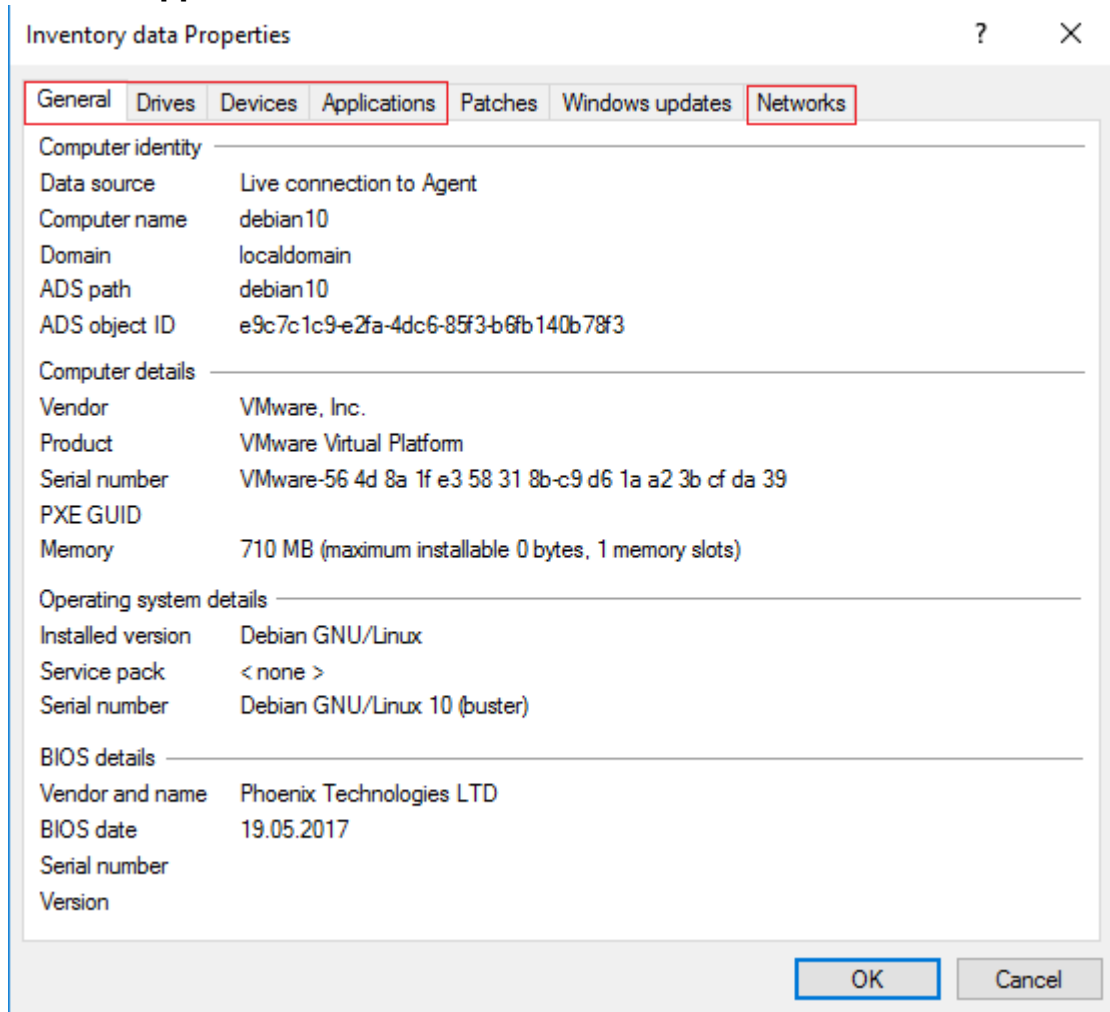 Inventory data Properties ? ×
General Drives Devices Applications Patches Windows updates Networks
Computer identity
Data source Live connection to Agent
Computer name debian10
Domain localdomain
ADS path debian10
ADS object ID e9c7c1c9-e2fa-4dc6-85f3-b6fb140b78f3
Computer details
Vendor VMware, Inc.
Product VMware Virtual Platform
Serial number VMware-56 4d 8a 1f e3 58 31 8b-c9 d6 1a a2 3b cf da 39
PXE GUID
Memory 710 MB (maximum installable 0 bytes, 1 memory slots)
Operating system details
Installed version Debian GNU/Linux
Service pack < none >
Serial number Debian GNU/Linux 10 (buster)
BIOS details
Vendor and name Phoenix Technologies LTD
BIOS date 19.05.2017
Serial number
Version
OK Cancel